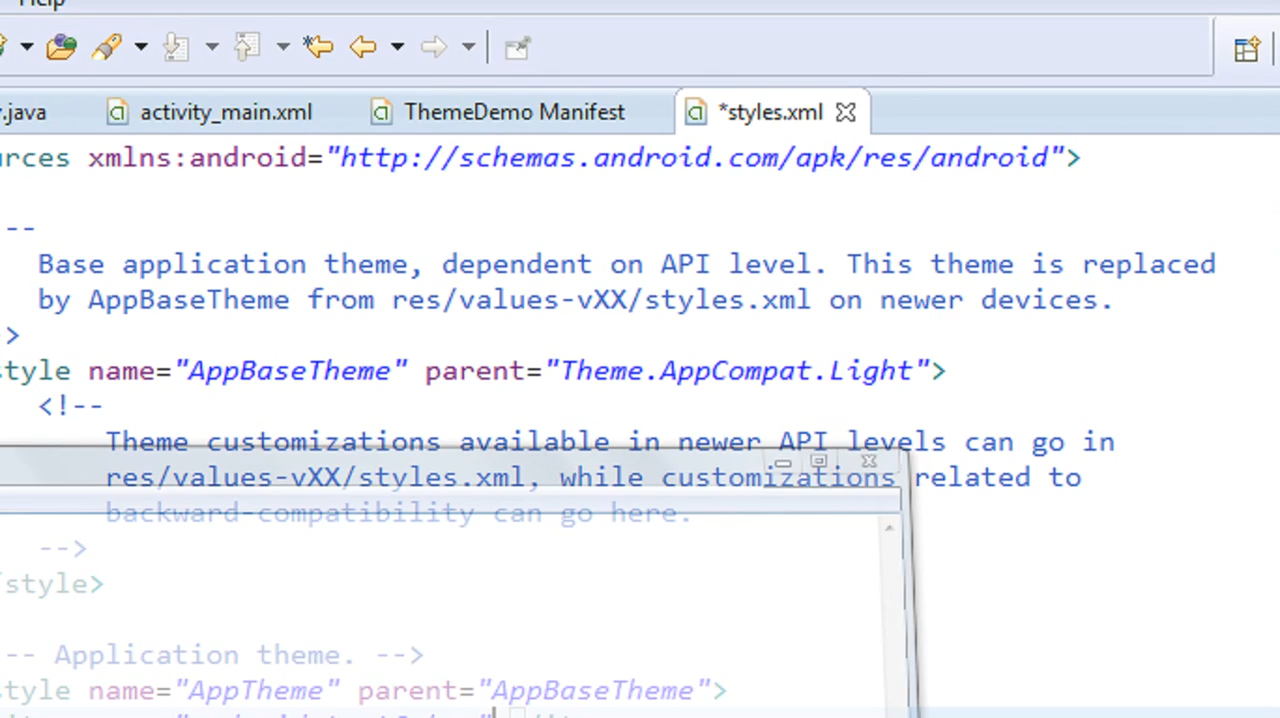 Help
.java activity_main.xml ThemeDemo Manifest *styles.xml
urces xmlns:android="http://schemas.android.com/apk/res/android">
--
Base application theme, dependent on API level. This theme is replaced
by AppBaseTheme from res/values-vXX/styles.xml on newer devices.
>
style name="AppBaseTheme" parent="Theme.AppCompat.Light">
<!--
Theme customizations available in newer API levels can go in
res/values-vXX/styles.xml, while customizations related to
backward-compatibility can go here.
-->
/style>
-- Application theme. -->
style name="AppTheme" parent="AppBaseTheme">